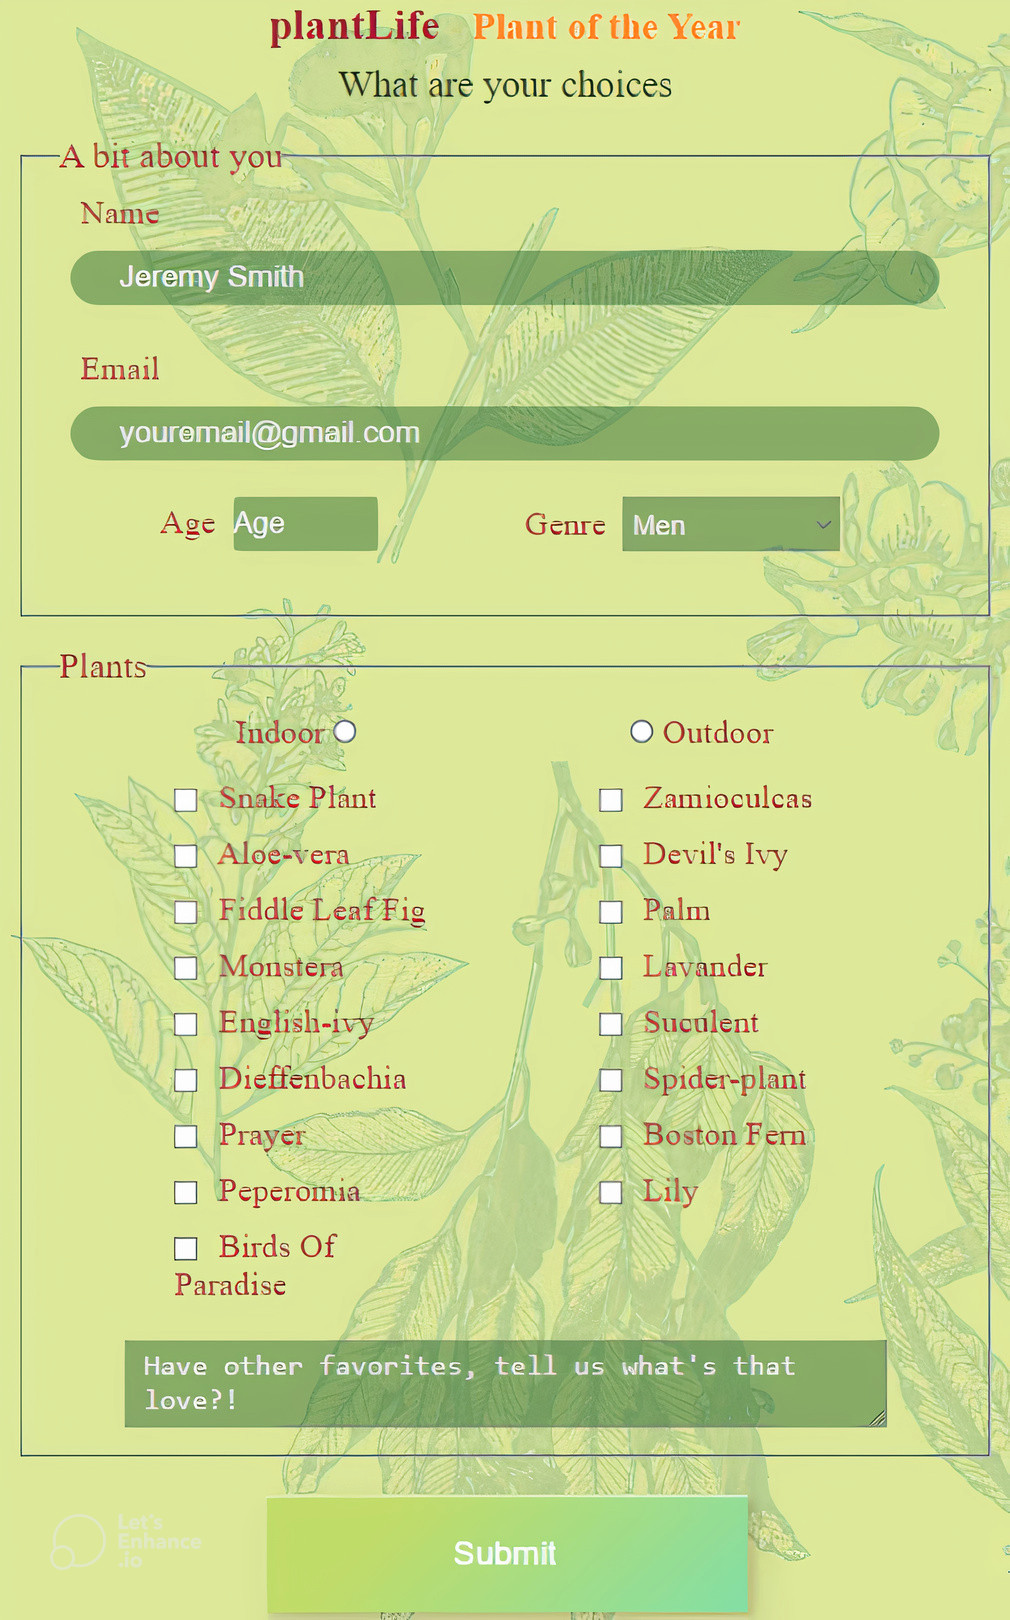 plantLife Plant of the Year
What are your choices
A bit about you
Name
Jeremy Smith
Email
youremail@gmail.com
Age Age Genre Men
Plants
Indoor Outdoor
Snake Plant
Aloe-vera
Fiddle Leaf Fig
Monstera
English-ivy
Dieffenbachia
Prayer
Peperomia
Birds Of
Paradise
Zamioculcas
Devil's Ivy
Palm
Lavander
Suculent
Spider-plant
Boston Fern
Lily
Have other favorites, tell us what's that
love?!
Let's
Enhance
.io
Submit